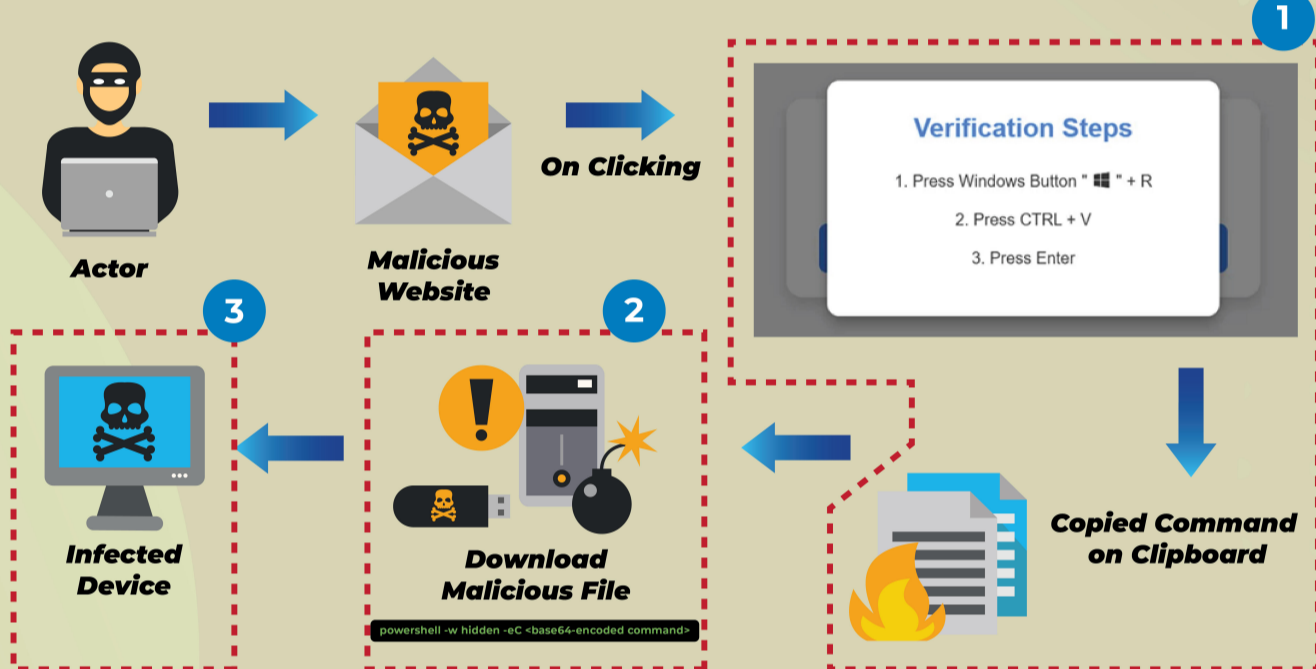 1
Verification Steps
1. Press Windows Button " " + R
2. Press CTRL + V
3. Press Enter
On Clicking
Actor
Malicious
Website
3
2
Copied Command
on Clipboard
Infected
Device
Download
Malicious File
powershell -w hidden -eC <base64-encoded command>